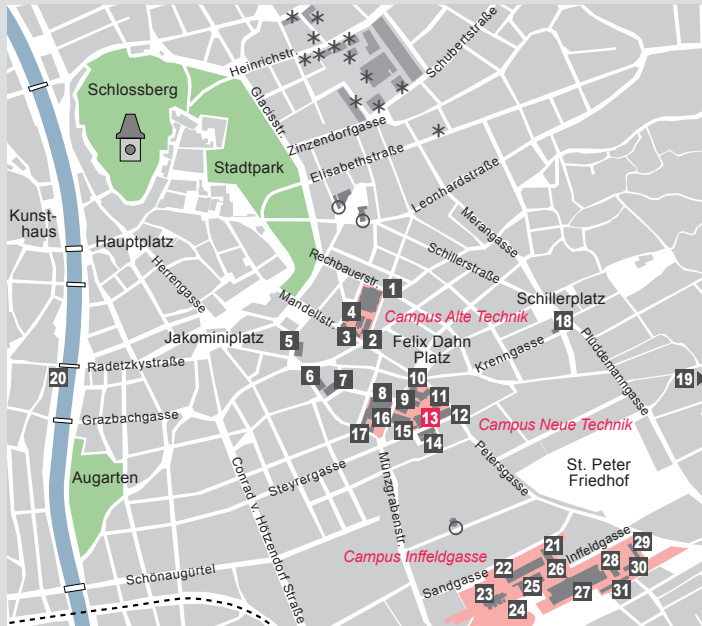 Heinrichstr.
Schubertstraße
Schlossberg
Glacisstr.
Zinzendorfgasse
Stadtpark
Elisabethstraße
Leonhardstraße
Kunst-
haus
Merangasse
Hauptplatz
Schillerstraße
Herrengasse
Rechbauerstr.
1
Mandellstr.
4
Campus Alte Technik
Schillerplatz
18
Jakominiplatz
5
3
2
Felix Dahn
Platz
Krenngasse
Plüddemanngasse
Radetzkystraße
20
6
7
10
19
8
9
11
Grazbachgasse
16
13
12
Campus Neue Technik
17
15
14
Petersgasse
Augarten
Conrad v. Hötzendorf Straße
Steyrergasse
Münzgrabenstr.
St. Peter
Friedhof
Campus Inffeldgasse
21
Inffeldgasse
29
Schönaugürtel
Sandgasse
22
26
28
30
23
25
27
31
24